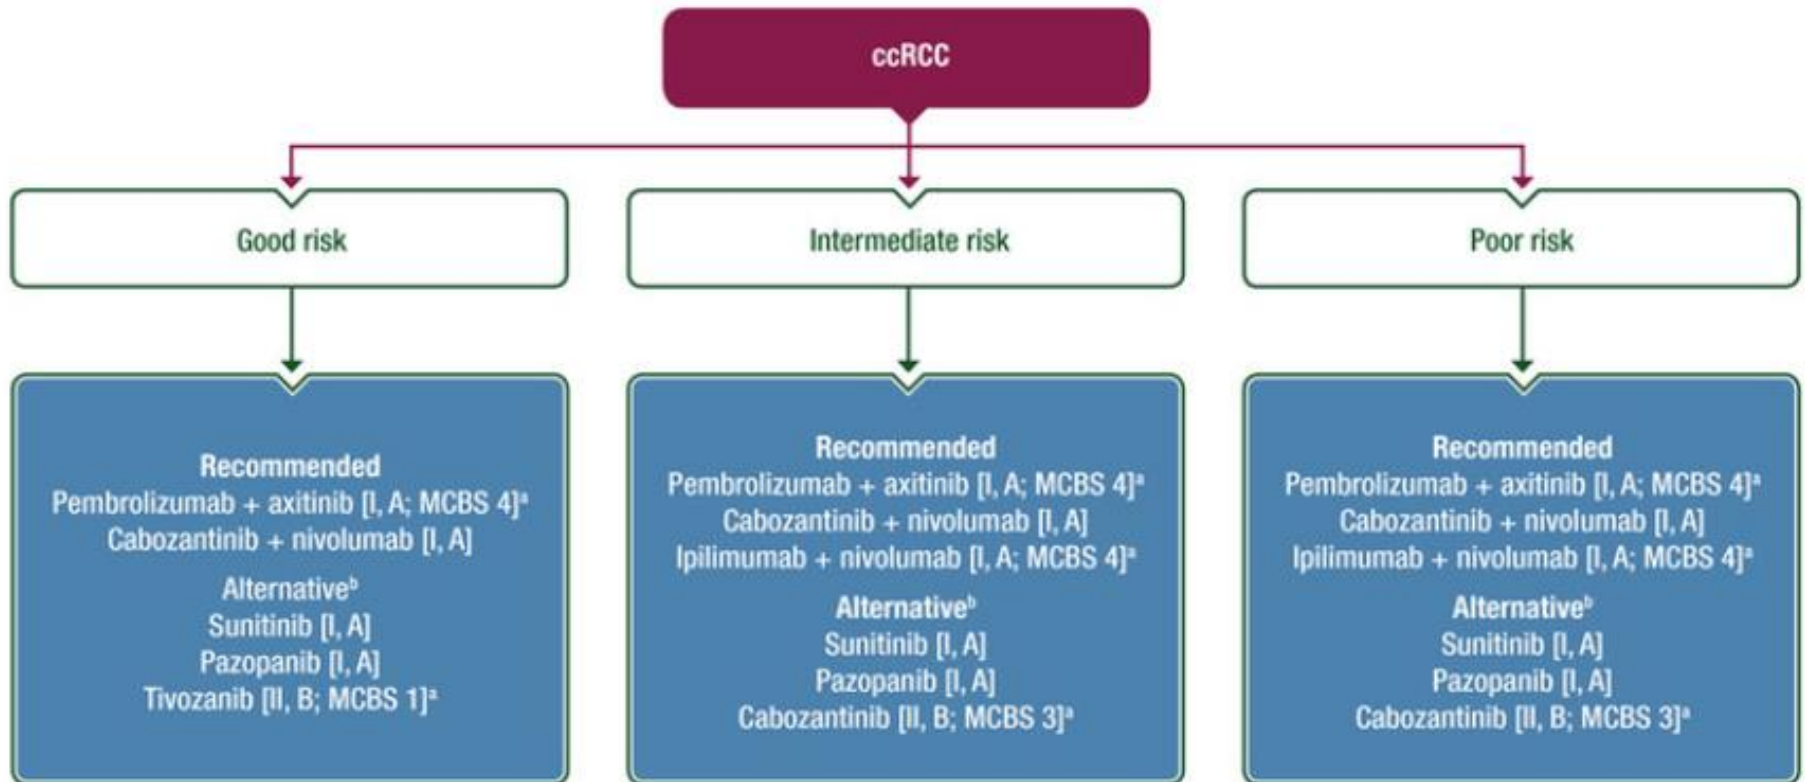 ccRCC
Good risk
Intermediate risk
Poor risk
Recommended
Pembrolizumab + axitinib [I, A; MCBS 4]ᵃ
Cabozantinib + nivolumab [I, A]
Alternativeᵇ
Sunitinib [I, A]
Pazopanib [I, A]
Tivozanib [II, B; MCBS 1]ᵃ
Recommended
Pembrolizumab + axitinib [I, A; MCBS 4]ᵃ
Cabozantinib + nivolumab [I, A]
Ipilimumab + nivolumab [I, A; MCBS 4]ᵃ
Alternativeᵇ
Sunitinib [I, A]
Pazopanib [I, A]
Cabozantinib [II, B; MCBS 3]ᵃ
Recommended
Pembrolizumab + axitinib [I, A; MCBS 4]ᵃ
Cabozantinib + nivolumab [I, A]
Ipilimumab + nivolumab [I, A; MCBS 4]ᵃ
Alternativeᵇ
Sunitinib [I, A]
Pazopanib [I, A]
Cabozantinib [II, B; MCBS 3]ᵃ